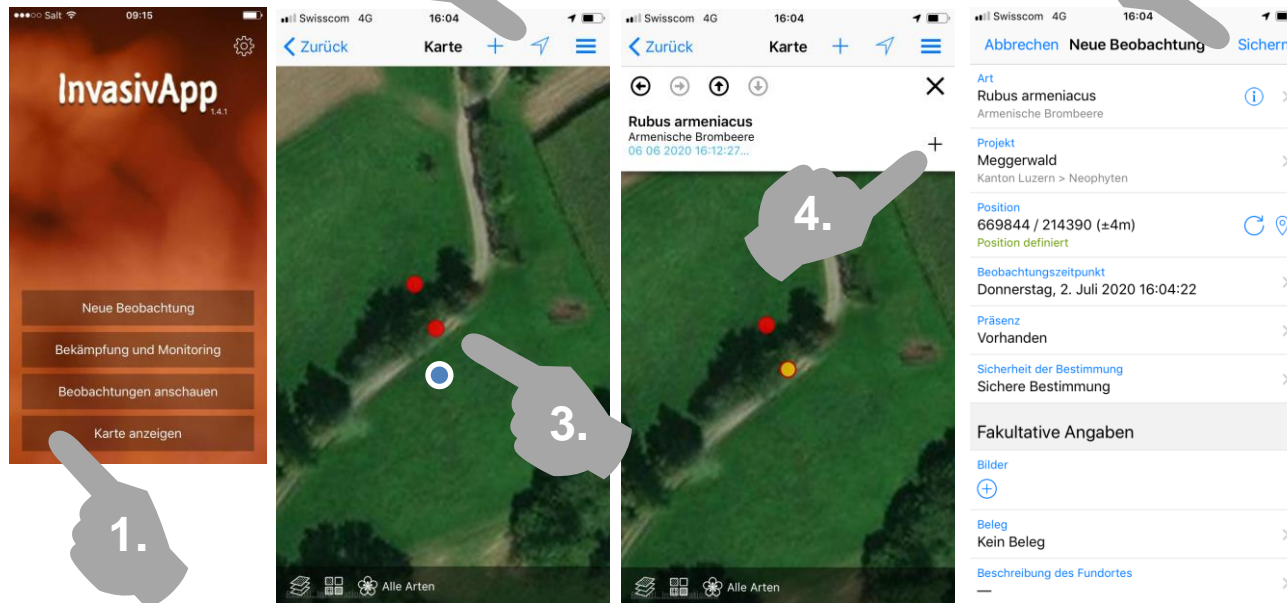 Salt 09:15
InvasivApp
1.4.1
Neue Beobachtung
Bekämpfung und Monitoring
Beobachtungen anschauen
Karte anzeigen
1.
Swisscom 4G 16:04
Zurück Karte
3.
Alle Arten
Swisscom 4G 16:04
Zurück Karte
Rubus armeniacus
Armenische Brombeere
06 06 2020 16:12:27...
4.
Alle Arten
Swisscom 4G 16:04
Abbrechen Neue Beobachtung Sichern
Art
Rubus armeniacus
Armenische Brombeere
Projekt
Meggerwald
Kanton Luzern > Neophyten
Position
669844 / 214390 (±4m)
Position definiert
Beobachtungszeitpunkt
Donnerstag, 2. Juli 2020 16:04:22
Präsenz
Vorhanden
Sicherheit der Bestimmung
Sichere Bestimmung
Fakultative Angaben
Bilder
Beleg
Kein Beleg
Beschreibung des Fundortes
—